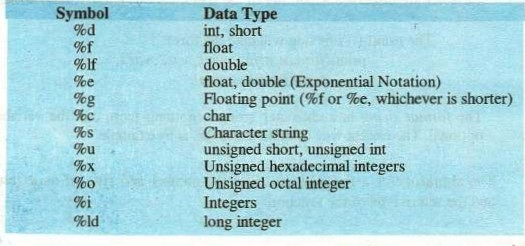 Symbol Data Type
%d int, short
%f float
%lf double
%e float, double (Exponential Notation)
%g Floating point (%f or %e, whichever is shorter)
%c char
%s Character string
%u unsigned short, unsigned int
%x Unsigned hexadecimal integers
%o Unsigned octal integer
%i Integers
%ld long integer